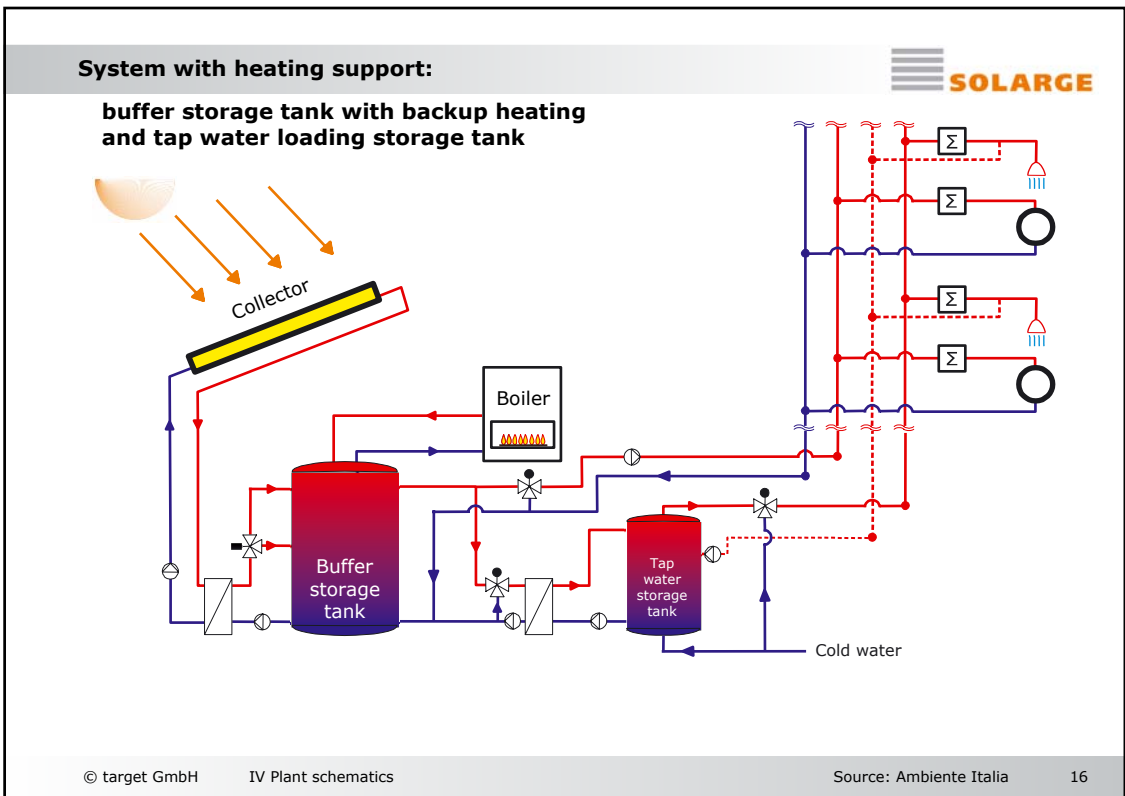 System with heating support:
SOLARGE
buffer storage tank with backup heating
and tap water loading storage tank
Σ
Σ
Collector
Σ
Σ
Boiler
Buffer
storage
tank
Tap
water
storage
tank
Cold water
© target GmbH IV Plant schematics Source: Ambiente Italia 16